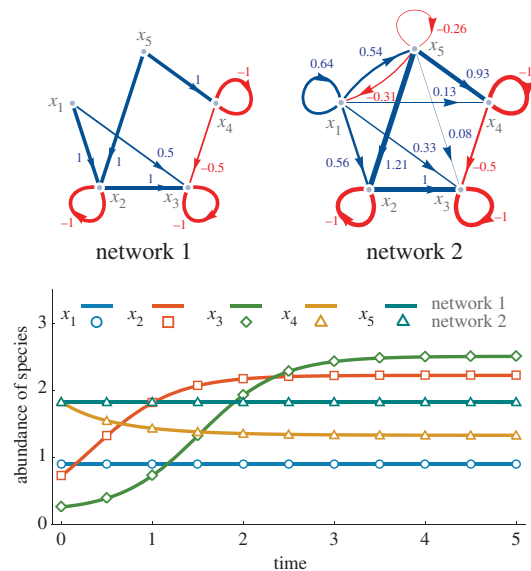 x5
1
x1
1
1
0.5
-1
x4
-0.5
1
x2
x3
-1
-1
network 1
-0.26
x5
0.64
0.54
0.93
-0.31
0.13
-1
x1
x4
0.33
0.08
0.56
1.21
-0.5
1
x2
x3
-1
-1
network 2
x1 x2 x3 x4 x5 network 1
network 2
abundance of species
3
2
1
0
0 1 2 3 4 5
time